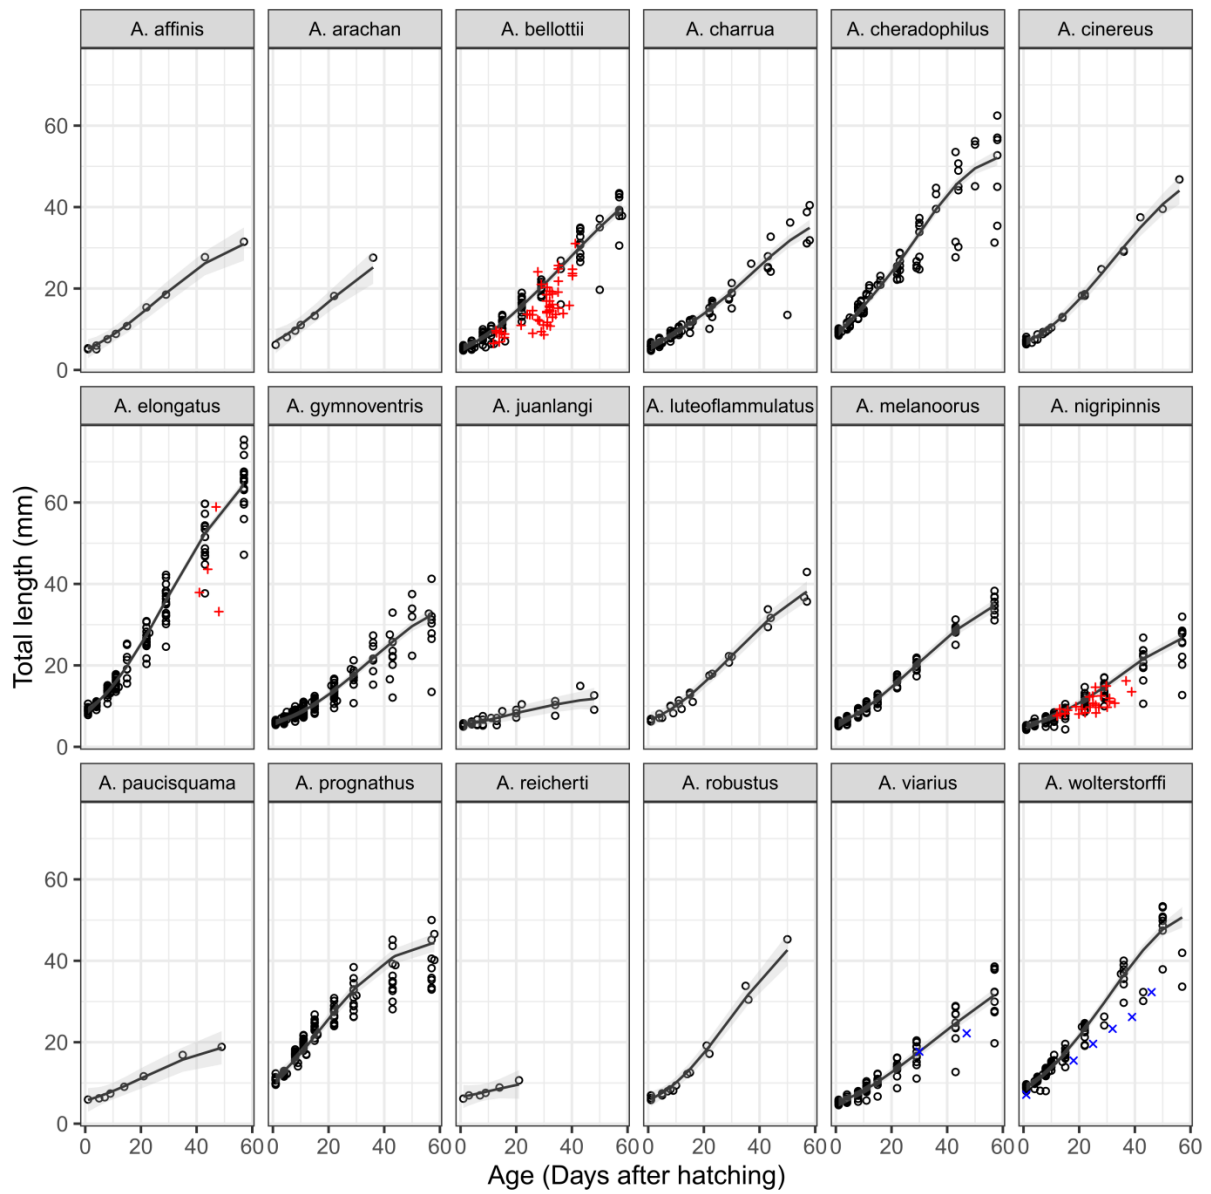 A. affinis A. arachan A. bellottii A. charrua A. cheradophilus A. cinereus
60
40
20
0
A. elongatus A. gymnoventris A. juanlangi A. luteoflammulatus A. melanoorus A. nigripinnis
Total length (mm)
60
40
20
0
A. paucisquama A. prognathus A. reicherti A. robustus A. viarius A. wolterstorffi
60
40
20
0
0 20 40 60 0 20 40 60 0 20 40 60 0 20 40 60 0 20 40 60 0 20 40 60
Age (Days after hatching)